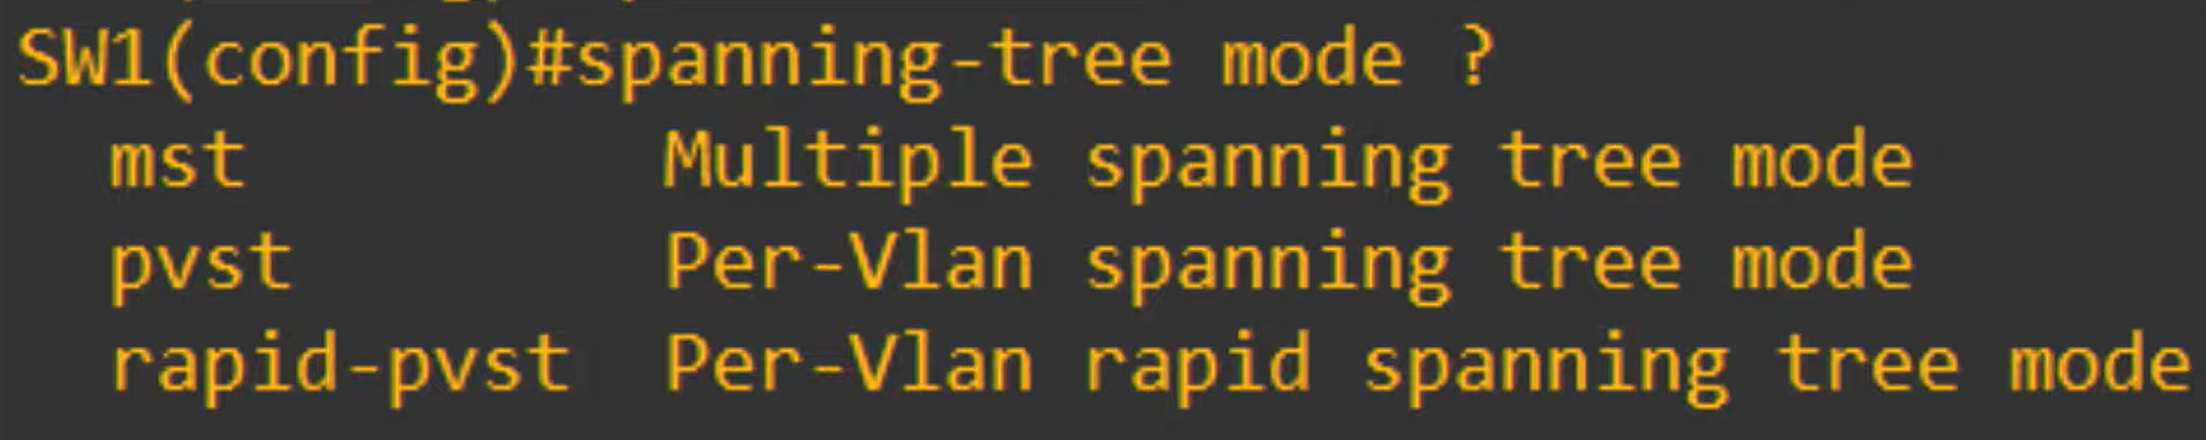 SW1(config)#spanning-tree mode ?
  mst         Multiple spanning tree mode
  pvst        Per-Vlan spanning tree mode
  rapid-pvst  Per-Vlan rapid spanning tree mode